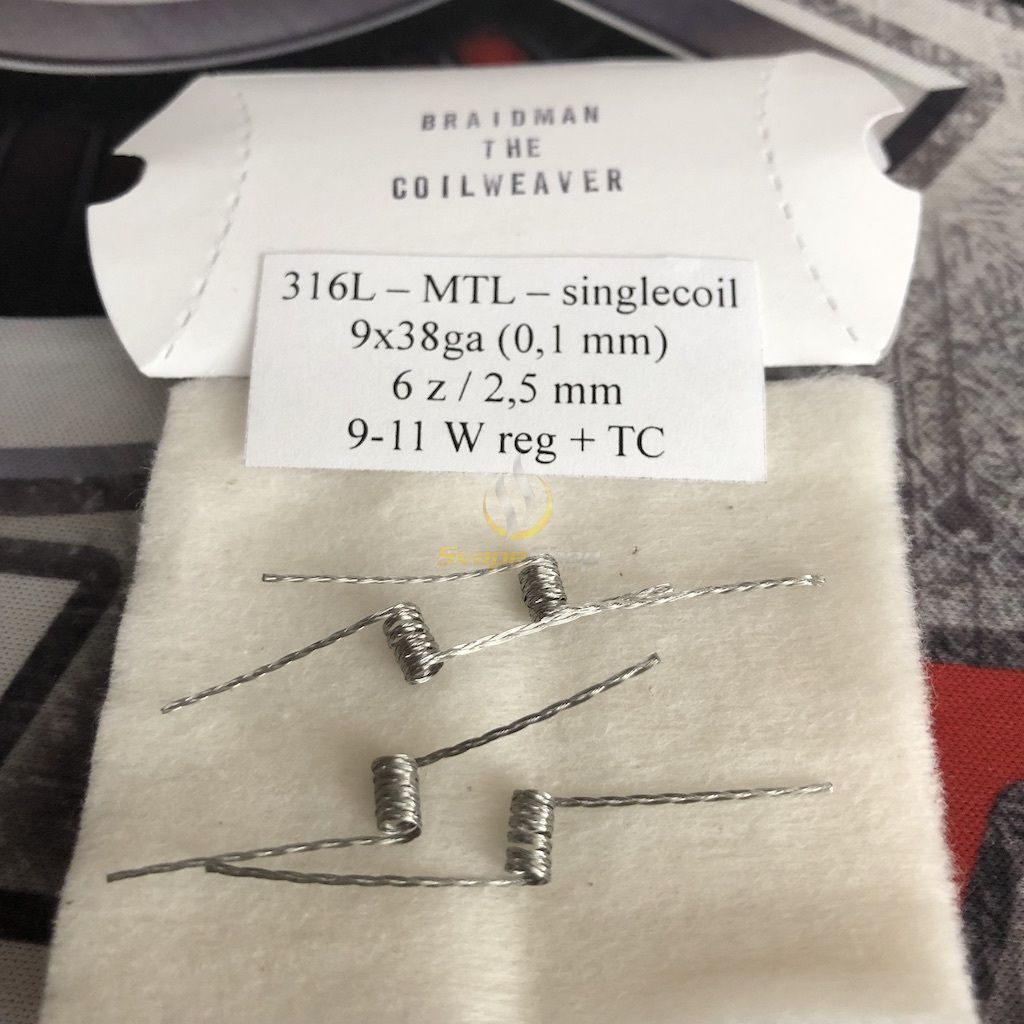 BRAIDMAN
THE
COILWEAVER
316L – MTL – singlecoil
9x38ga (0,1 mm)
6 z / 2,5 mm
9-11 W reg + TC